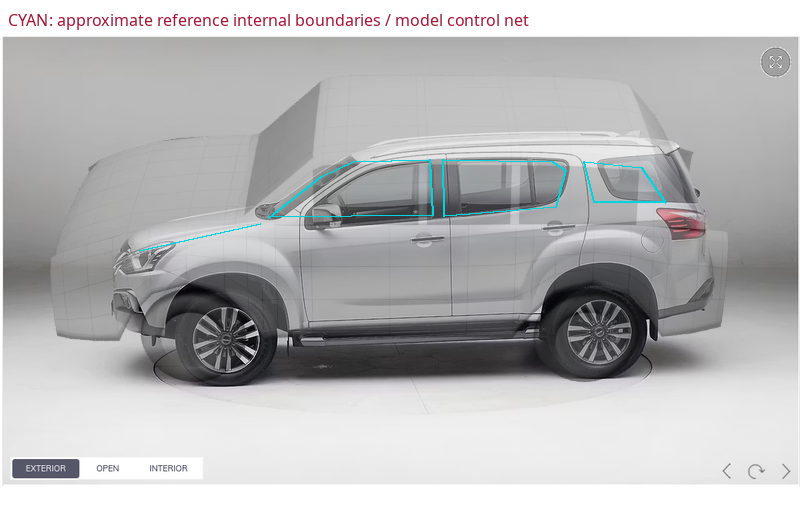 CYAN: approximate reference internal boundaries / model control net
EXTERIOR
OPEN
INTERIOR